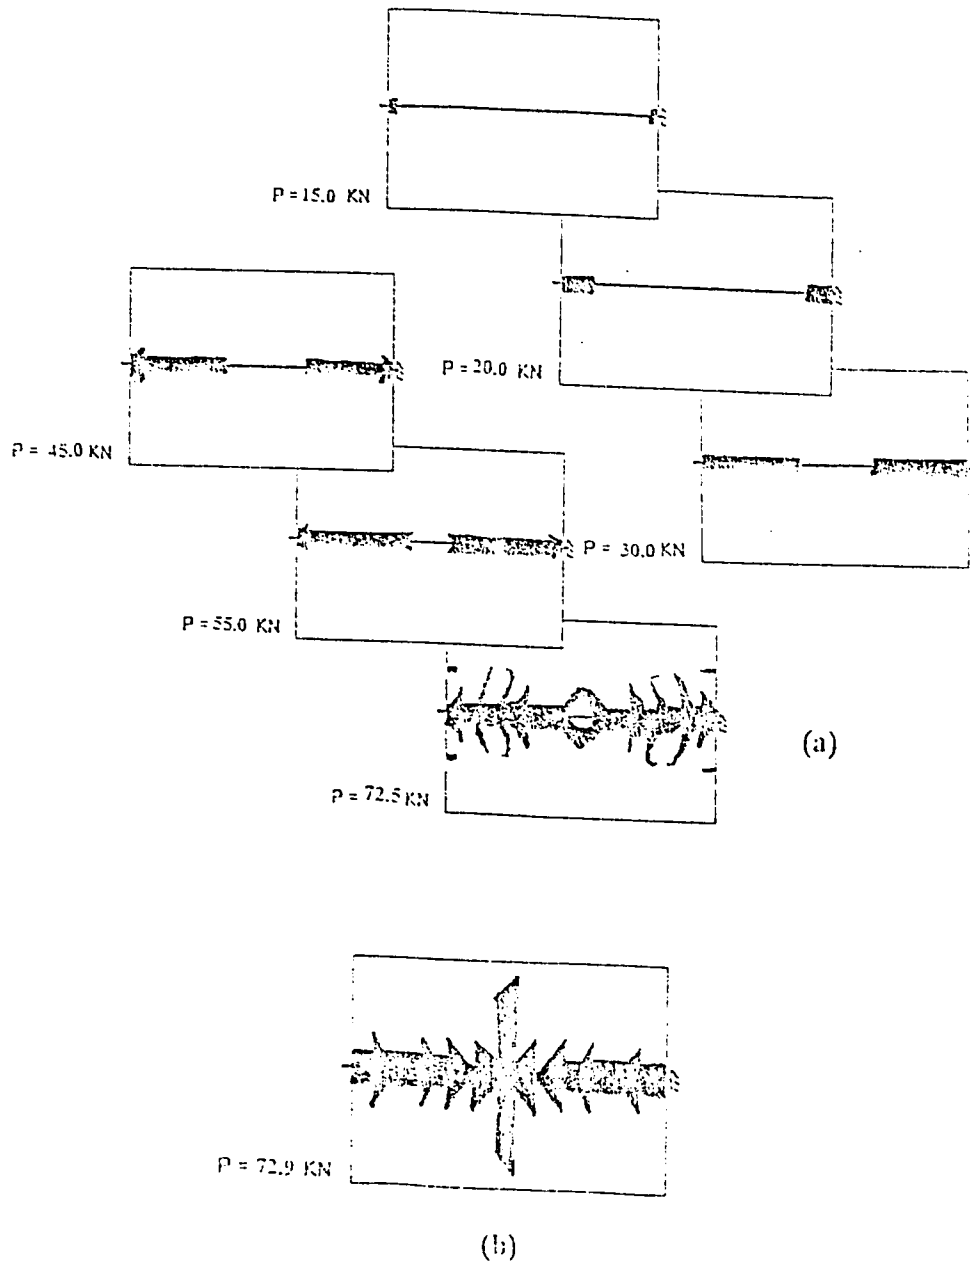 P = 15.0 KN
P = 20.0 KN
P = 45.0 KN
P = 30.0 KN
P = 55.0 KN
(a)
P = 72.5 KN
P = 72.9 KN
(b)